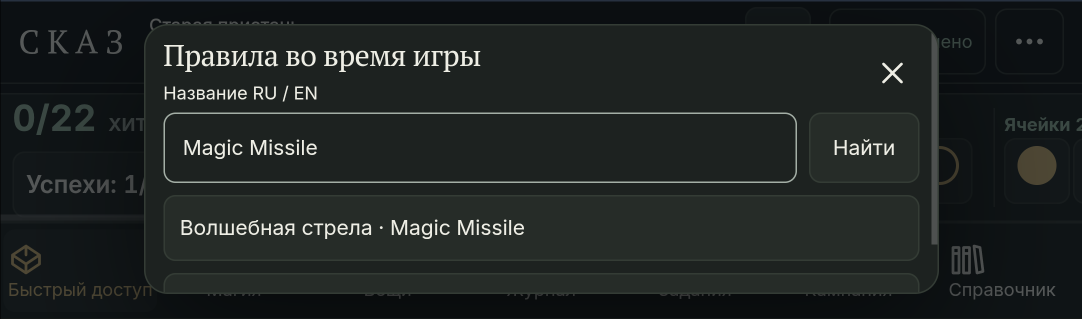 СКАЗ
Правила во время игры
Название RU / EN
Magic Missile
Найти
0/22
Ячейки 2
Успехи: 1/
Волшебная стрела · Magic Missile
Быстрый доступ
Справочник